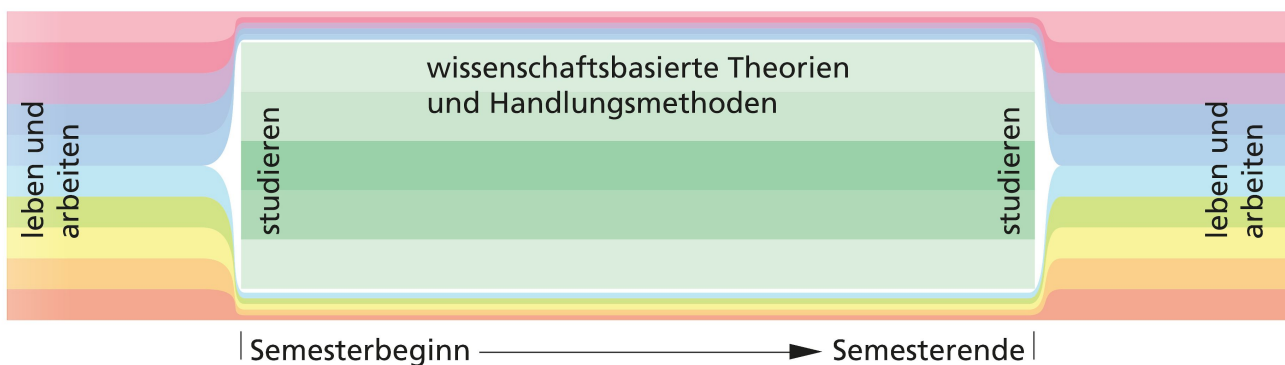 leben und
arbeiten
studieren
wissenschaftsbasierte Theorien
und Handlungsmethoden
studieren
leben und
arbeiten
Semesterbeginn
Semesterende